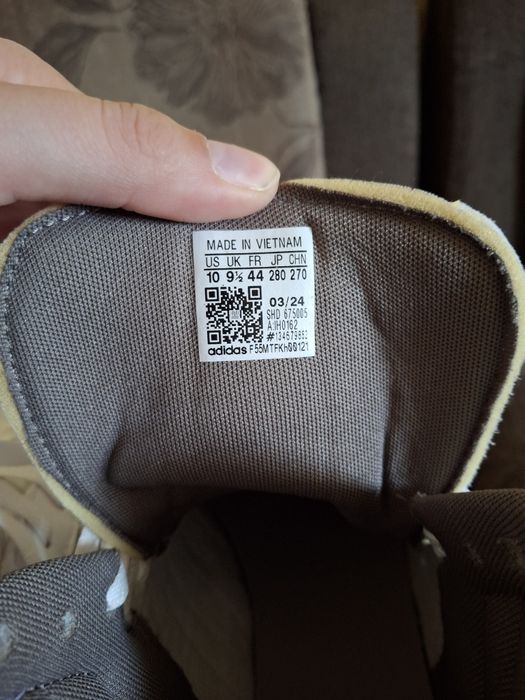 MADE IN VIETNAM
US UK FR JP CHN
10 9½ 44 280 270
03/24
SHD 675005
A:IH0162
adidas F55MTFKh00121